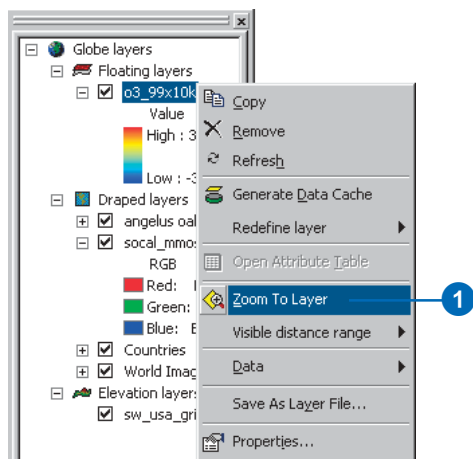 Globe layers
Floating layers
o3_99x10k
Value
High : 3
Low : -3
Draped layers
angelus oal
socal_mmos
RGB
Red:
Green:
Blue:
Countries
World Imag
Elevation layers
sw_usa_gri
Copy
Remove
Refresh
Generate Data Cache
Redefine layer
Open Attribute Table
Zoom To Layer
1
Visible distance range
Data
Save As Layer File...
Properties...